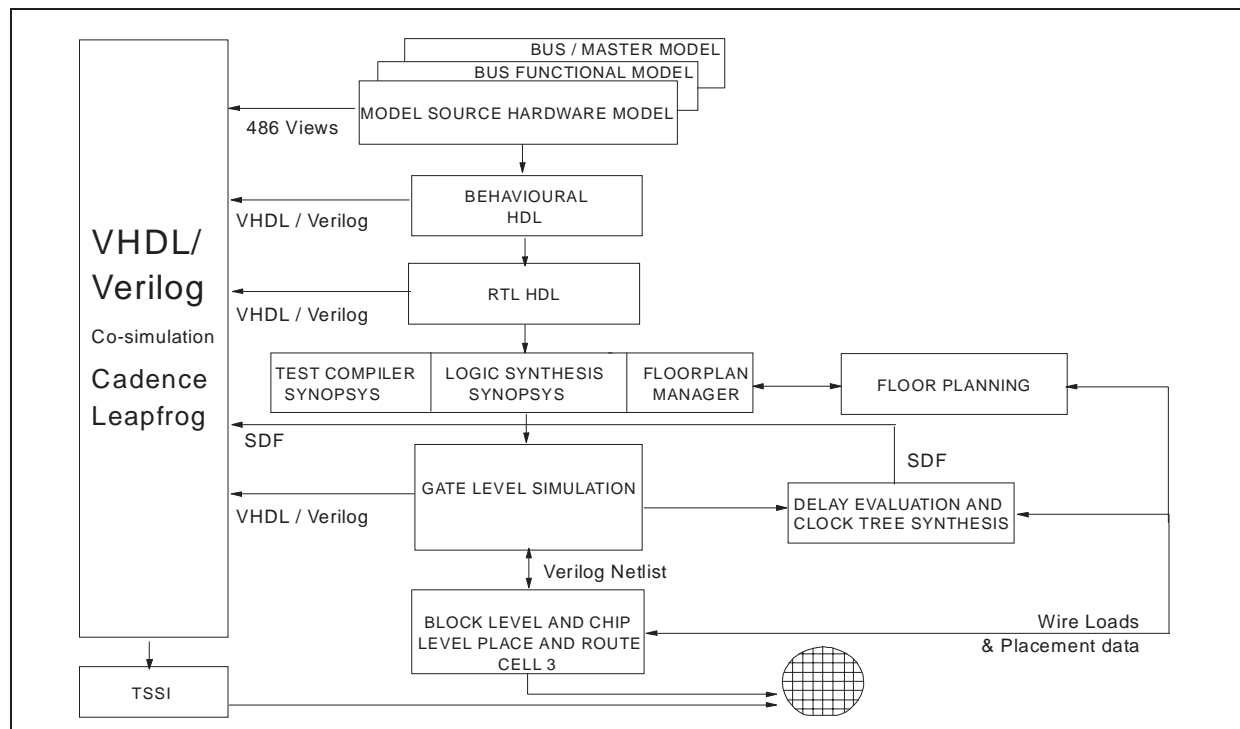 BUS / MASTER MODEL
BUS FUNCTIONAL MODEL
MODEL SOURCE HARDWARE MODEL
486 Views
BEHAVIOURAL
HDL
VHDL / Verilog
VHDL/
Verilog
Co-simulation
Cadence
Leapfrog
RTL HDL
VHDL / Verilog
TEST COMPILER
SYNOPSYS
LOGIC SYNTHESIS
SYNOPSYS
FLOORPLAN
MANAGER
FLOOR PLANNING
SDF
SDF
GATE LEVEL SIMULATION
VHDL / Verilog
DELAY EVALUATION AND
CLOCK TREE SYNTHESIS
Verilog Netlist
BLOCK LEVEL AND CHIP
LEVEL PLACE AND ROUTE
CELL 3
Wire Loads
& Placement data
TSSI